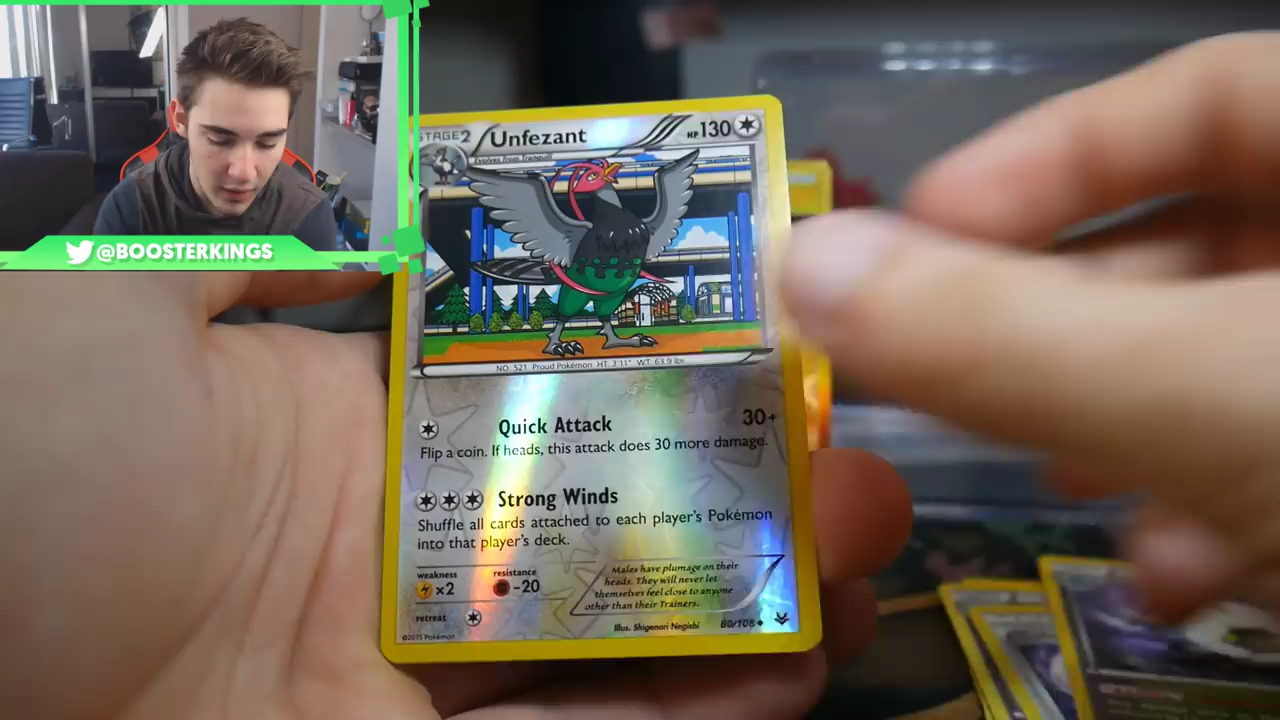 STAGE2 Unfezant HP130
Evolves from Tranquill
@BOOSTERKINGS
NO. 521 Proud Pokémon HT: 3'11" WT: 63.9 lbs
Quick Attack 30+
Flip a coin. If heads, this attack does 30 more damage.
Strong Winds
Shuffle all cards attached to each player's Pokémon
into that player's deck.
weakness resistance
×2 -20
Males have plumage on their
heads. They will never let
themselves feel close to anyone
other than their Trainers.
retreat
Illus. Shigenori Negishi 80/108
©2015 Pokémon